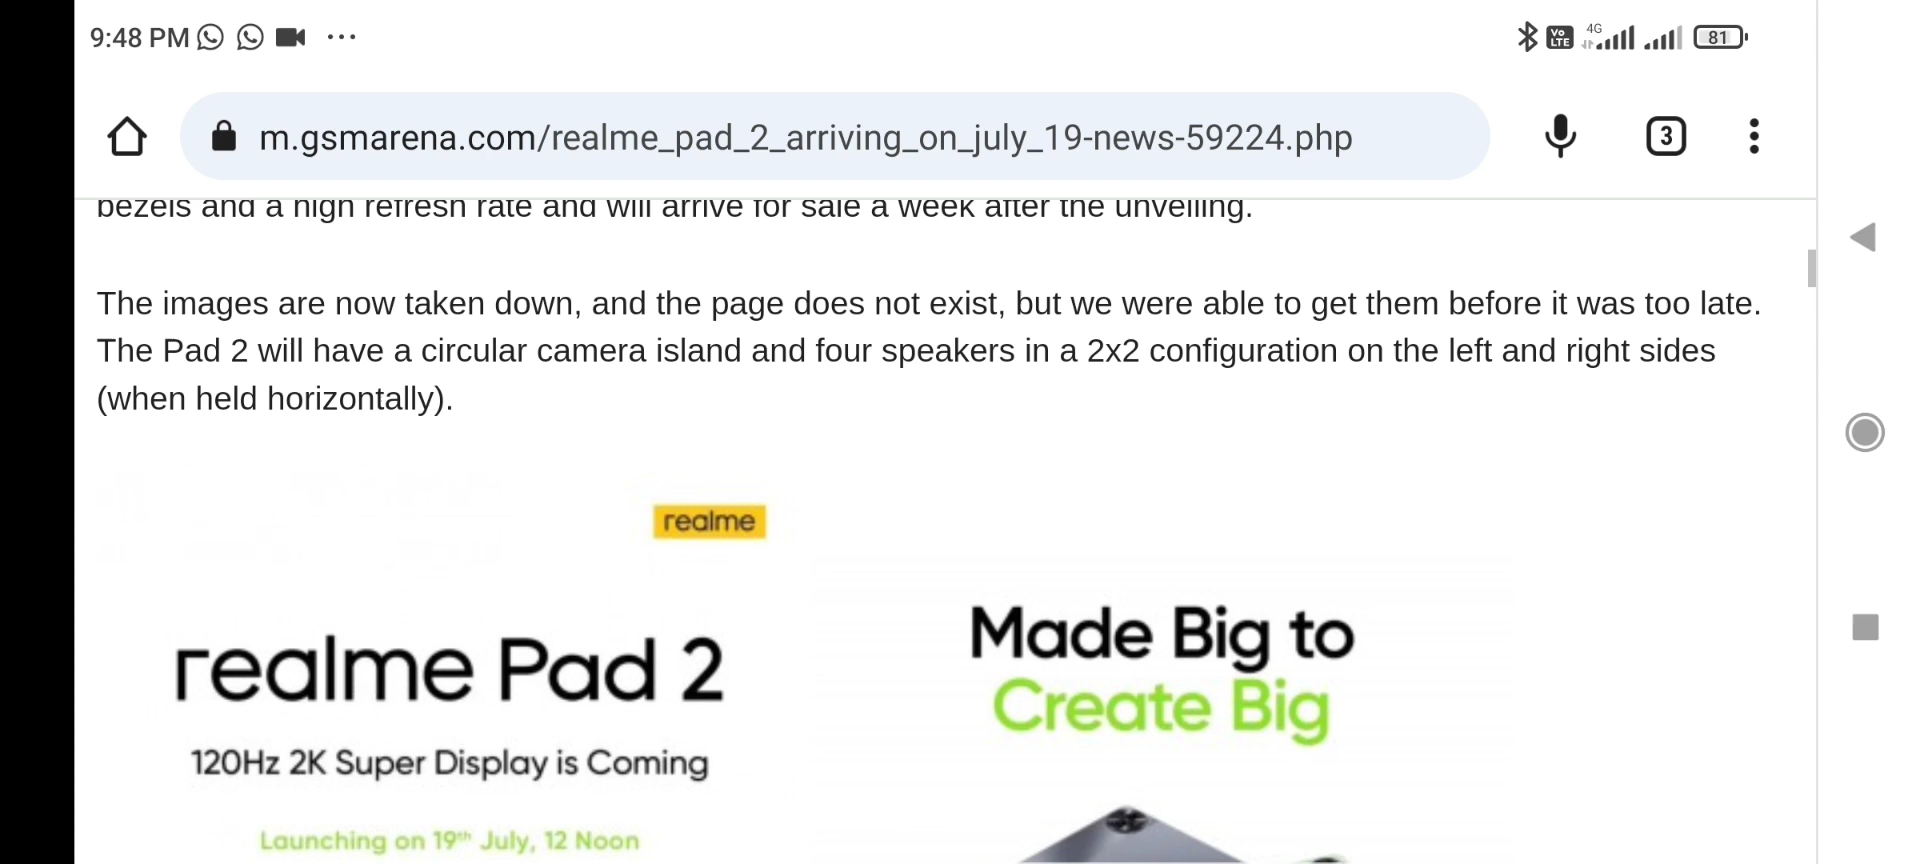 9:48 PM
4G
Vo LTE
81
m.gsmarena.com/realme_pad_2_arriving_on_july_19-news-59224.php
3
bezels and a high refresh rate and will arrive for sale a week after the unveiling.
The images are now taken down, and the page does not exist, but we were able to get them before it was too late.
The Pad 2 will have a circular camera island and four speakers in a 2x2 configuration on the left and right sides
(when held horizontally).
realme
realme Pad 2
120Hz 2K Super Display is Coming
Launching on 19th July, 12 Noon
Made Big to
Create Big